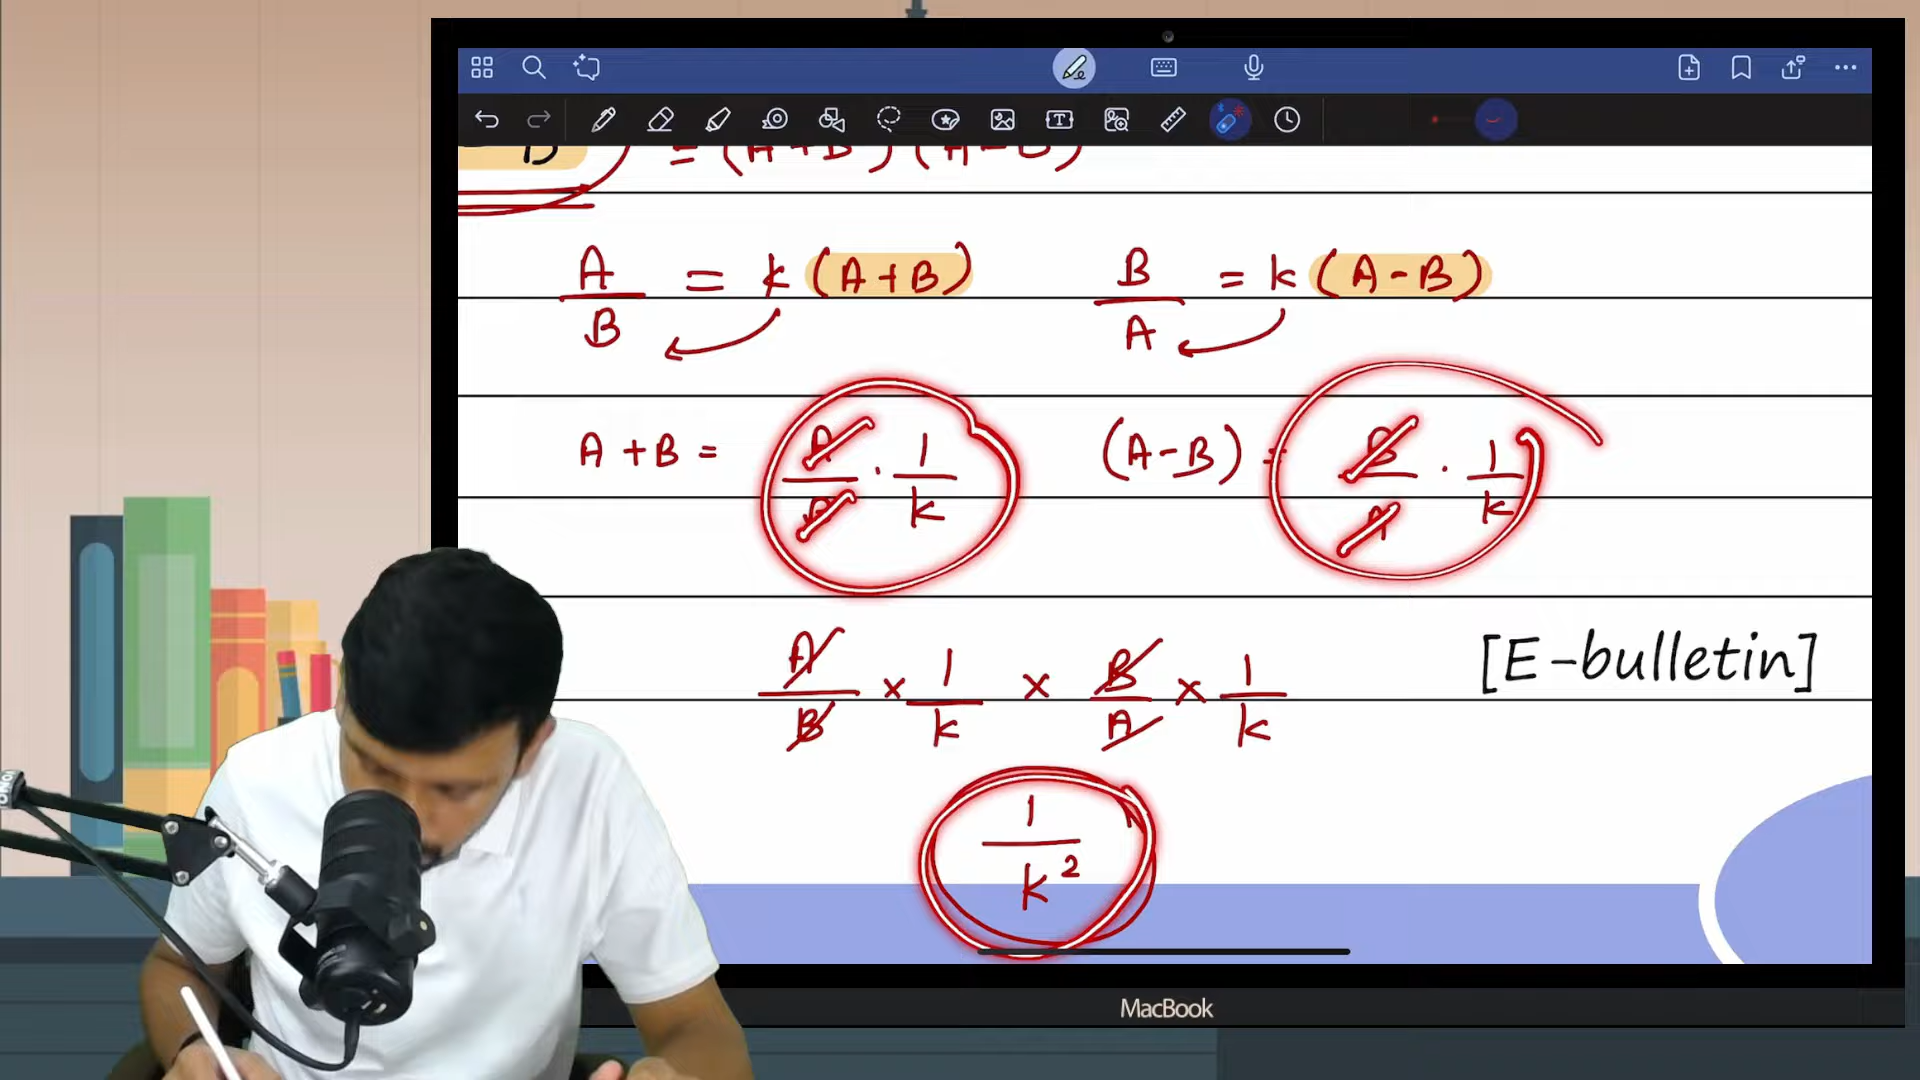 B = (A+B)(A-B)
A/B = k (A+B) B/A = k (A-B)
A+B = A/B · 1/k (A-B) = B/A · 1/k
[E-bulletin]
A/B × 1/k × B/A × 1/k
1/k²
MacBook